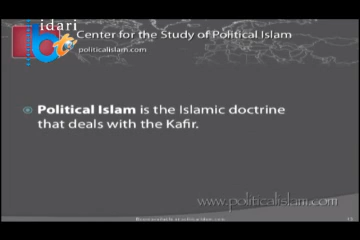 idari
Center for the Study of Political Islam
politicalislam.com
Political Islam is the Islamic doctrine
that deals with the Kafir.
www.politicalislam.com